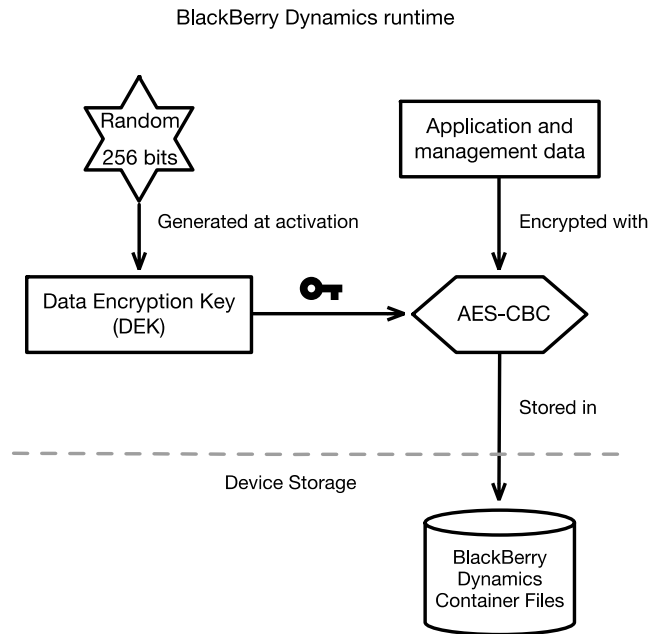 BlackBerry Dynamics runtime
Random
256 bits
Application and
management data
Generated at activation
Encrypted with
Data Encryption Key
(DEK)
AES-CBC
Stored in
Device Storage
BlackBerry
Dynamics
Container Files